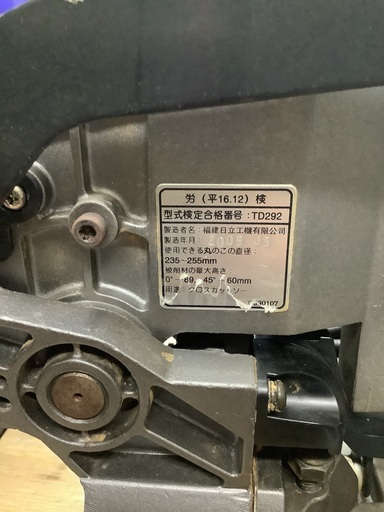 労（平16.12）検
型式検定合格番号：TD292
製造者名：福建日立工機有限公司
製造年月
使用できる丸のこの直径：
235～255mm
被削材の最大高さ
0°－89, 45°－60mm
用途：クロスカットソー